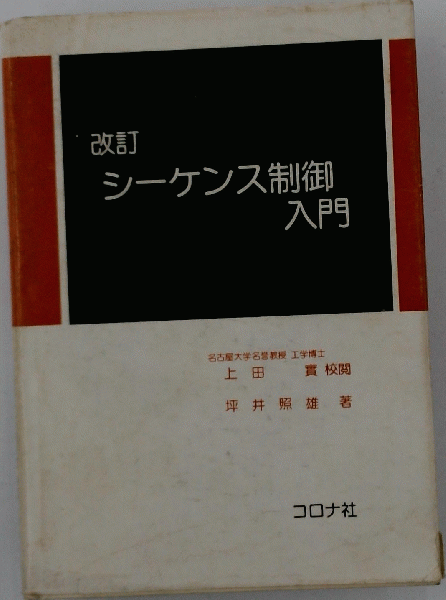 改訂
シーケンス制御
入門
名古屋大学名誉教授 工学博士
上田 實 校閲
坪井照雄 著
コロナ社